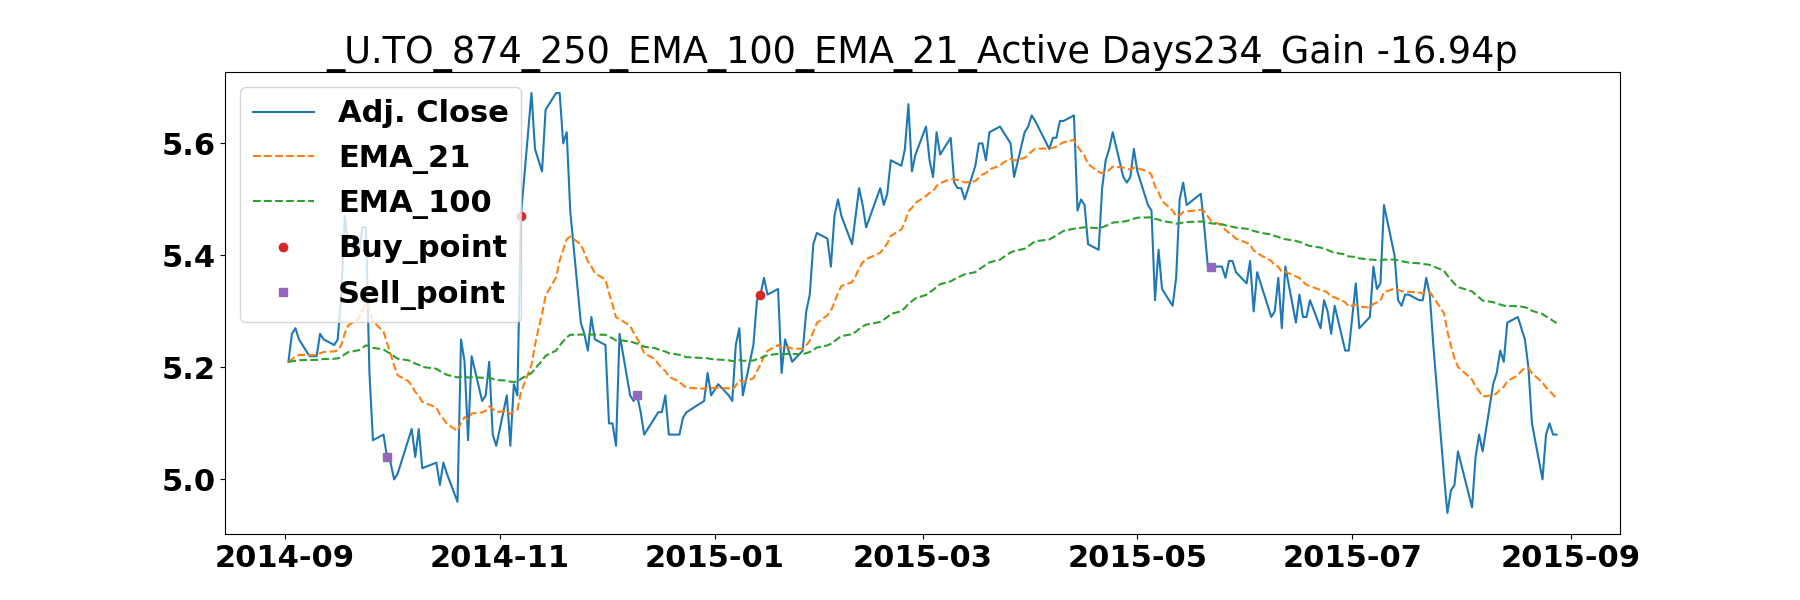 _U.TO_874_250_EMA_100_EMA_21_Active Days234_Gain -16.94p
Adj. Close
EMA_21
EMA_100
Buy_point
Sell_point
5.6
5.4
5.2
5.0
2014-09 2014-11 2015-01 2015-03 2015-05 2015-07 2015-09